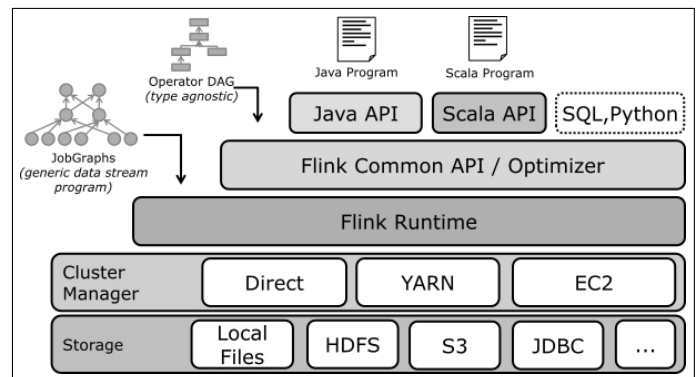 Operator DAG
(type agnostic)
Java Program
Scala Program
JobGraphs
(generic data stream
program)
Java API
Scala API
SQL,Python
Flink Common API / Optimizer
Flink Runtime
Cluster
Manager
Direct
YARN
EC2
Storage
Local
Files
HDFS
S3
JDBC
...